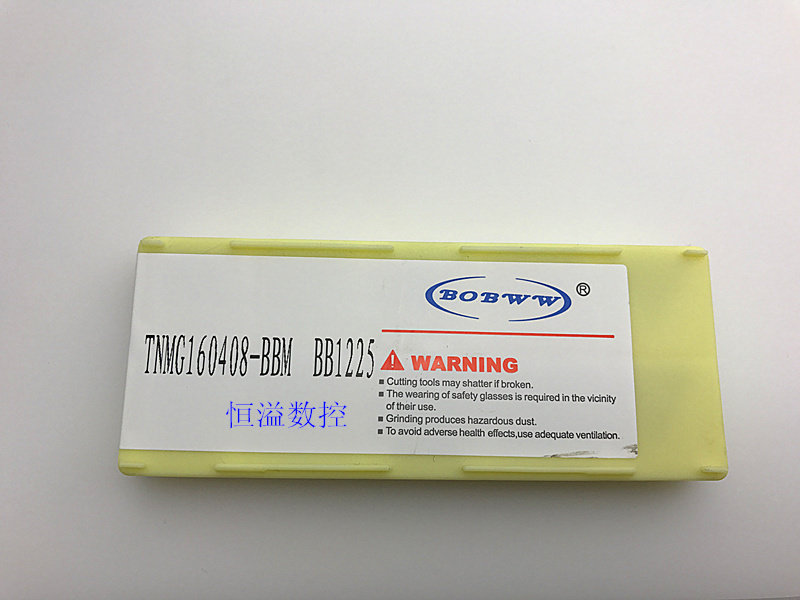 BOBWW®
TNMG160408-BBM BB1225
恒溢数控
WARNING
■ Cutting tools may shatter if broken.
■ The wearing of safety glasses is required in the vicinity
of their use.
■ Grinding produces hazardous dust.
■ To avoid adverse health effects,use adequate ventilation.